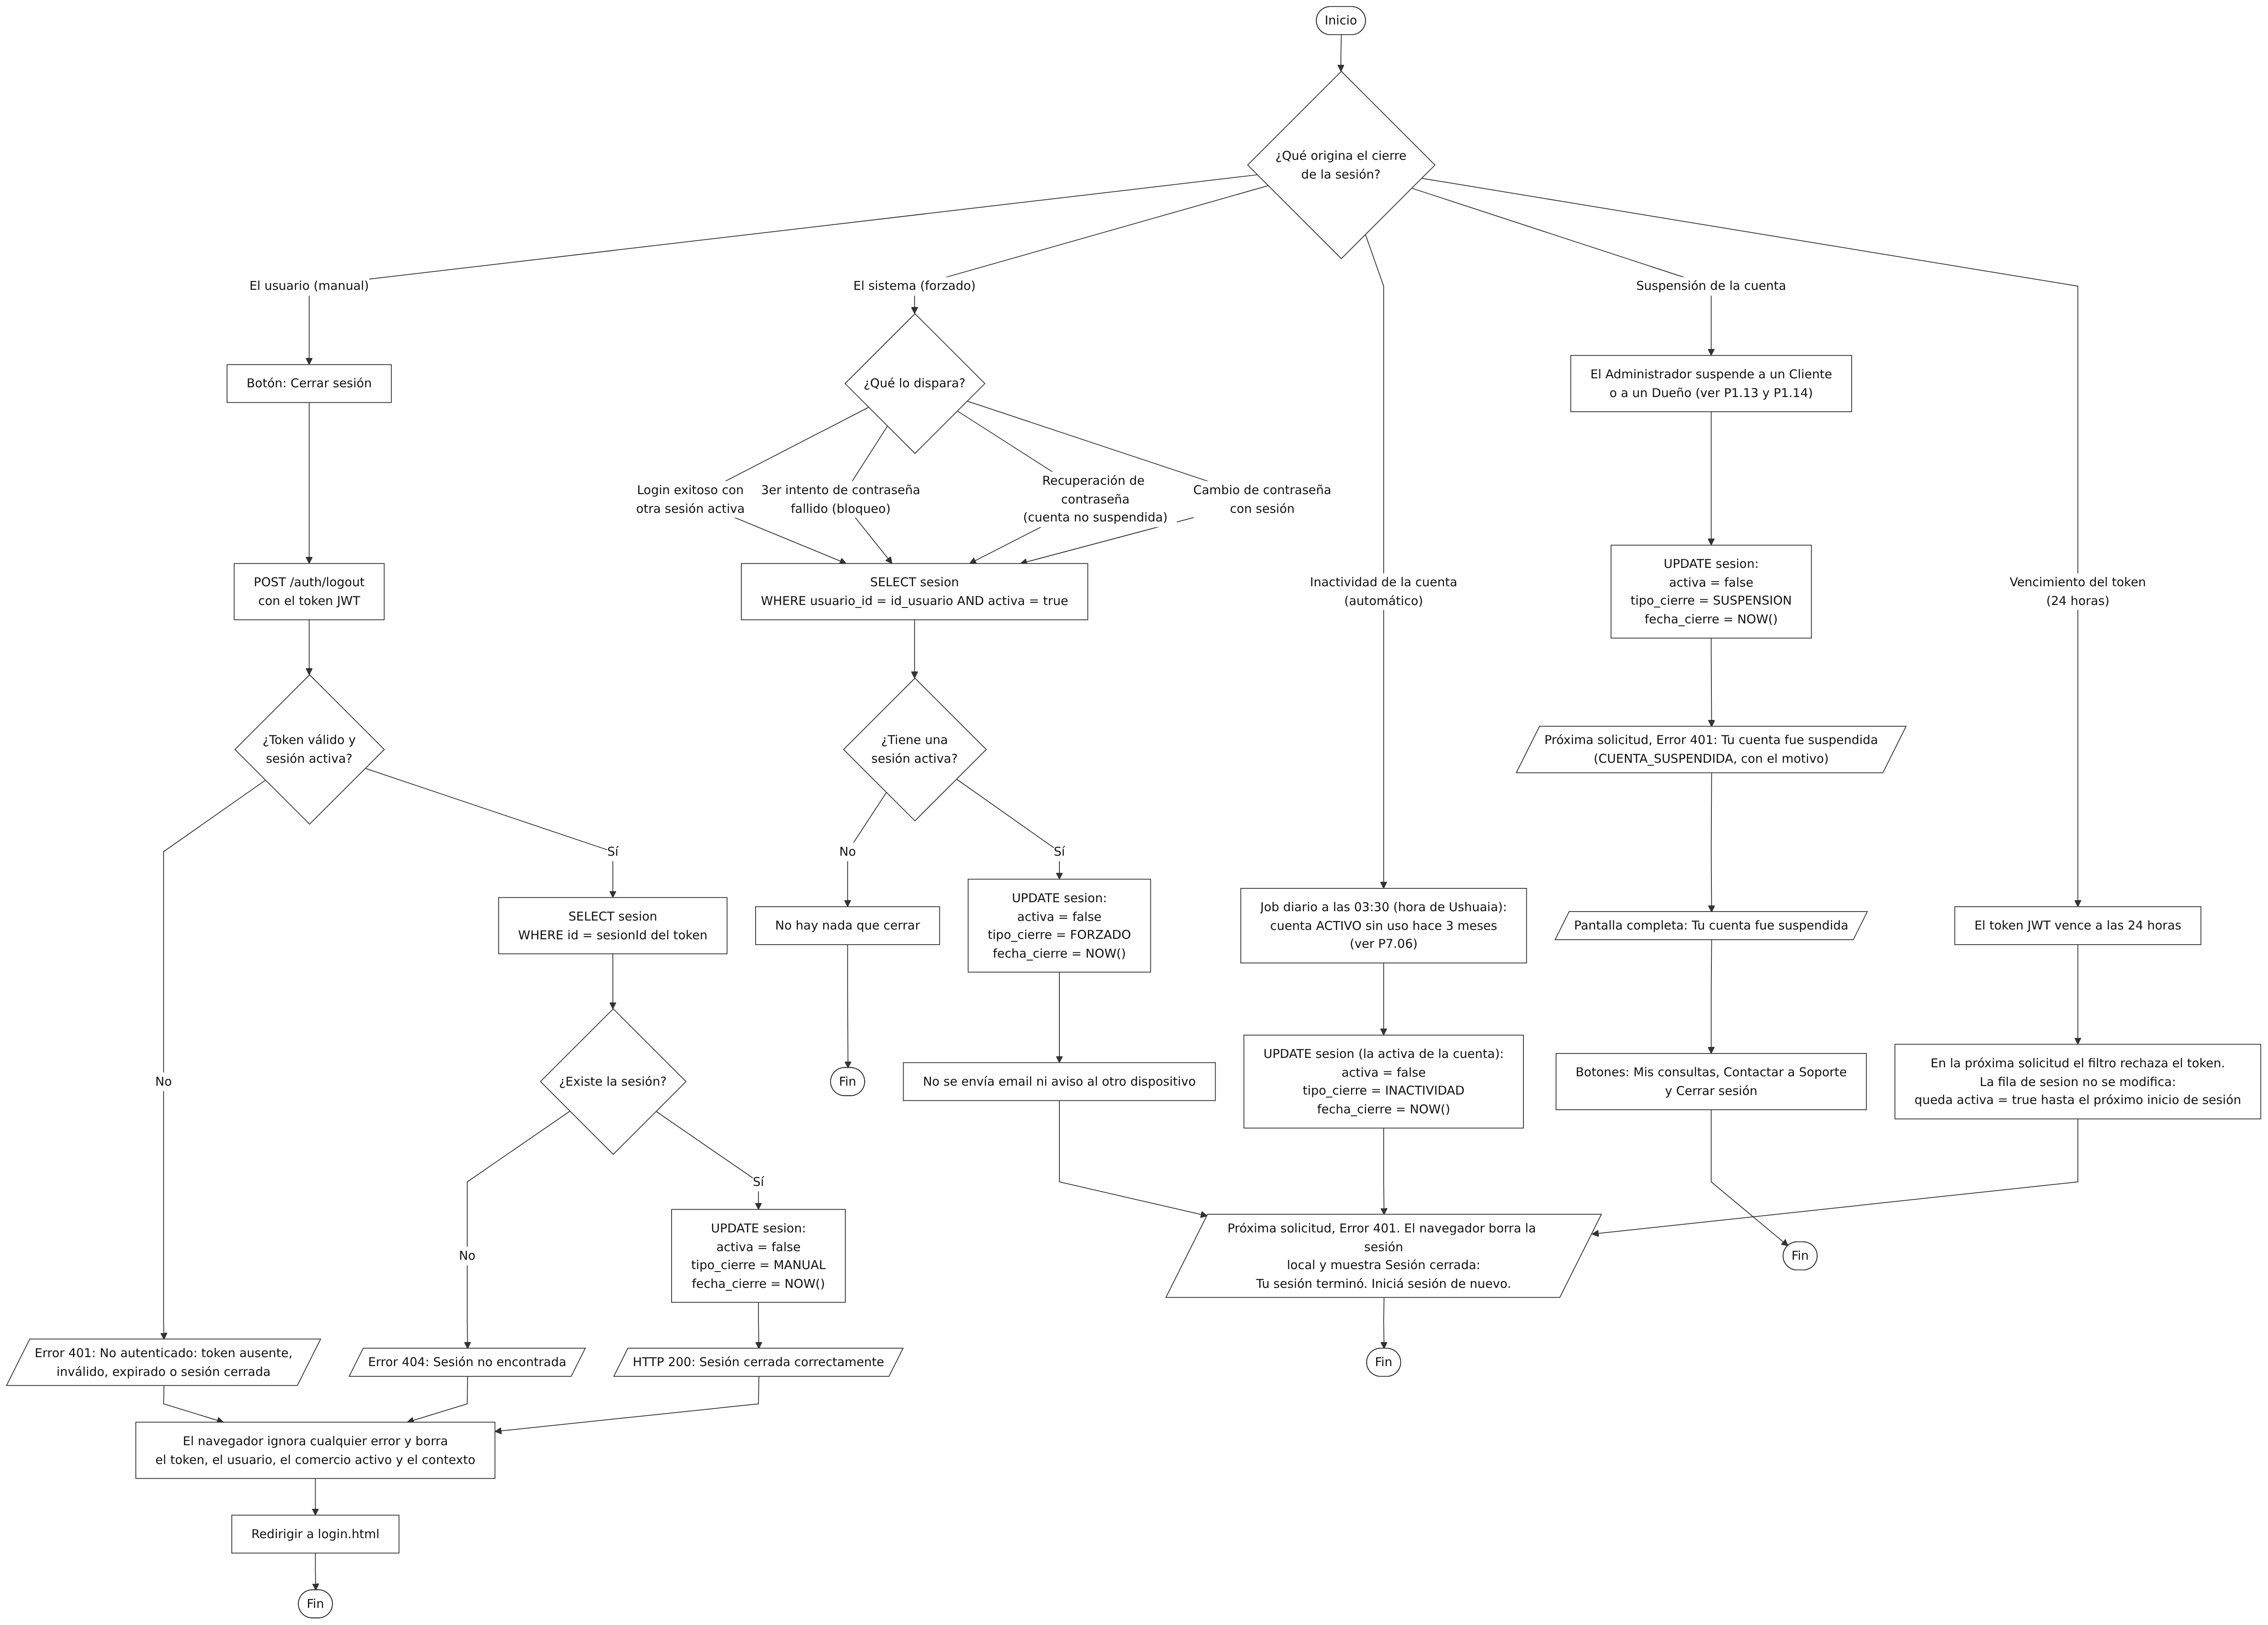 Inicio
¿Qué origina el cierre
de la sesión?
El usuario (manual)
El sistema (forzado)
Suspensión de la cuenta
Botón: Cerrar sesión
¿Qué lo dispara?
El Administrador suspende a un Cliente
o a un Dueño (ver P1.13 y P1.14)
Login exitoso con
otra sesión activa
3er intento de contraseña
fallido (bloqueo)
Recuperación de
contraseña
(cuenta no suspendida)
Cambio de contraseña
con sesión
POST /auth/logout
con el token JWT
SELECT sesion
WHERE usuario_id = id_usuario AND activa = true
Inactividad de la cuenta
(automático)
UPDATE sesion:
activa = false
tipo_cierre = SUSPENSION
fecha_cierre = NOW()
Vencimiento del token
(24 horas)
¿Token válido y
sesión activa?
¿Tiene una
sesión activa?
Próxima solicitud, Error 401: Tu cuenta fue suspendida
(CUENTA_SUSPENDIDA, con el motivo)
Sí
No
Sí
SELECT sesion
WHERE id = sesionId del token
No hay nada que cerrar
UPDATE sesion:
activa = false
tipo_cierre = FORZADO
fecha_cierre = NOW()
Job diario a las 03:30 (hora de Ushuaia):
cuenta ACTIVO sin uso hace 3 meses
(ver P7.06)
Pantalla completa: Tu cuenta fue suspendida
El token JWT vence a las 24 horas
No
¿Existe la sesión?
Fin
No se envía email ni aviso al otro dispositivo
UPDATE sesion (la activa de la cuenta):
activa = false
tipo_cierre = INACTIVIDAD
fecha_cierre = NOW()
Botones: Mis consultas, Contactar a Soporte
y Cerrar sesión
En la próxima solicitud el filtro rechaza el token.
La fila de sesion no se modifica:
queda activa = true hasta el próximo inicio de sesión
Sí
No
UPDATE sesion:
activa = false
tipo_cierre = MANUAL
fecha_cierre = NOW()
Próxima solicitud, Error 401. El navegador borra la
sesión
local y muestra Sesión cerrada:
Tu sesión terminó. Iniciá sesión de nuevo.
Fin
Error 401: No autenticado: token ausente,
inválido, expirado o sesión cerrada
Error 404: Sesión no encontrada
HTTP 200: Sesión cerrada correctamente
Fin
El navegador ignora cualquier error y borra
el token, el usuario, el comercio activo y el contexto
Redirigir a login.html
Fin